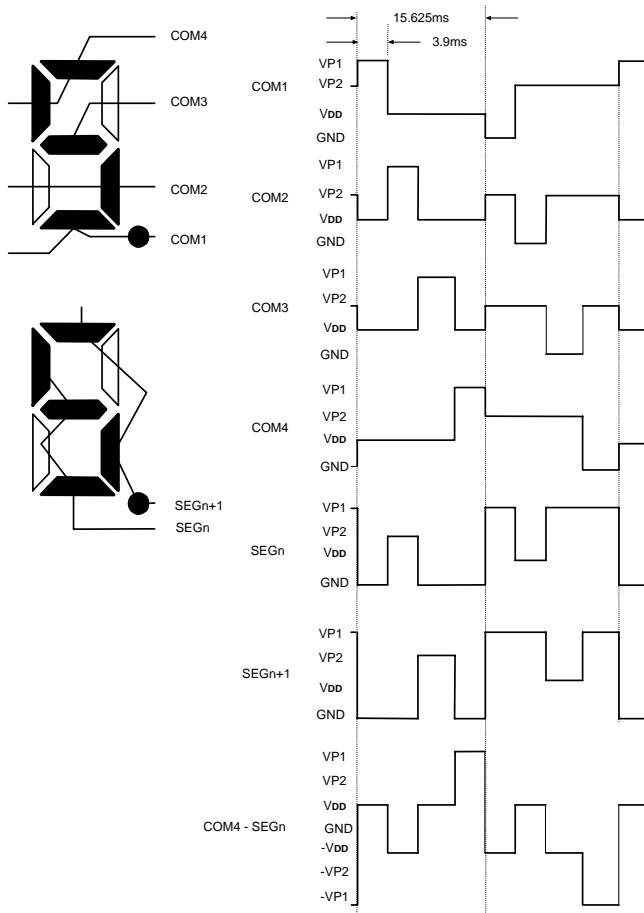 COM4
COM3
COM2
COM1
SEGn+1
SEGn
15.625ms
3.9ms
COM1
VP1
VP2
VDD
GND
COM2
VP1
VP2
VDD
GND
COM3
VP1
VP2
VDD
GND
COM4
VP1
VP2
VDD
GND
SEGn
VP1
VP2
VDD
GND
SEGn+1
VP1
VP2
VDD
GND
COM4 - SEGn
VP1
VP2
VDD
GND
-VDD
-VP2
-VP1